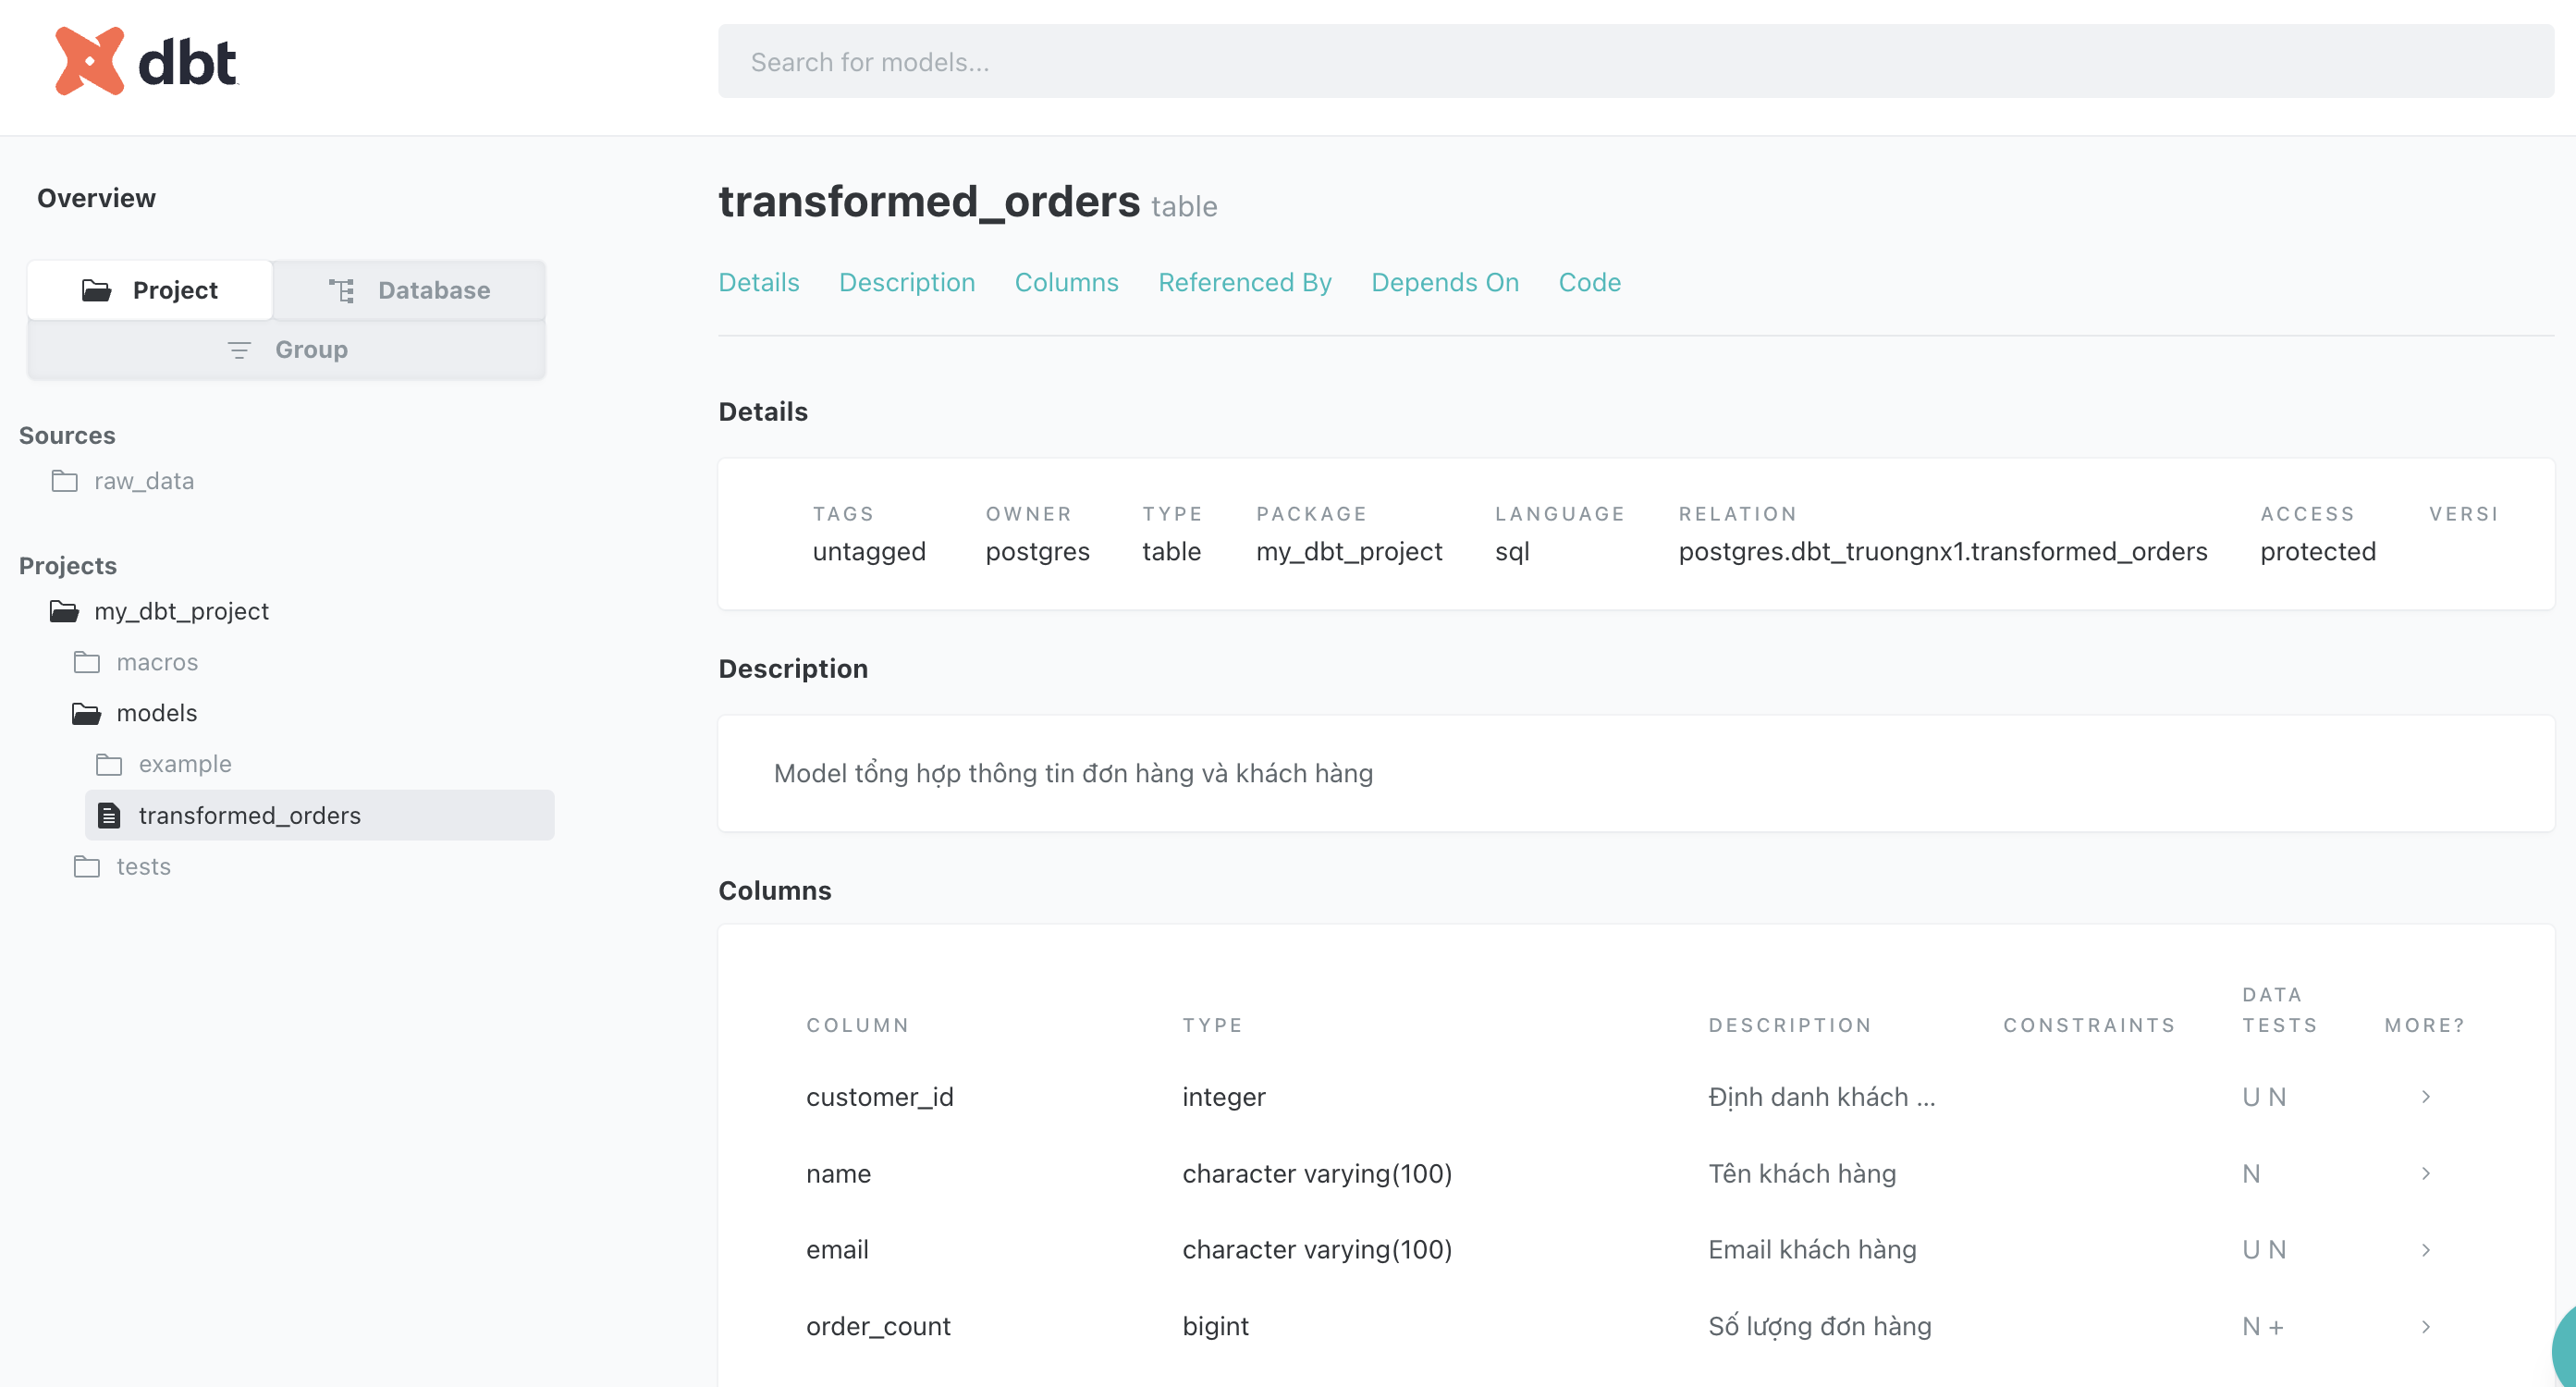 dbt
Search for models...
Overview
Project
Database
Group
Sources
raw_data
Projects
my_dbt_project
macros
models
example
transformed_orders
tests
transformed_orders table
Details Description Columns Referenced By Depends On Code
Details
TAGS OWNER TYPE PACKAGE LANGUAGE RELATION ACCESS VERSI
untagged postgres table my_dbt_project sql postgres.dbt_truongnx1.transformed_orders protected
Description
Model tổng hợp thông tin đơn hàng và khách hàng
Columns
COLUMN TYPE DESCRIPTION CONSTRAINTS DATA TESTS MORE?
customer_id integer Định danh khách ... U N
name character varying(100) Tên khách hàng N
email character varying(100) Email khách hàng U N
order_count bigint Số lượng đơn hàng N +